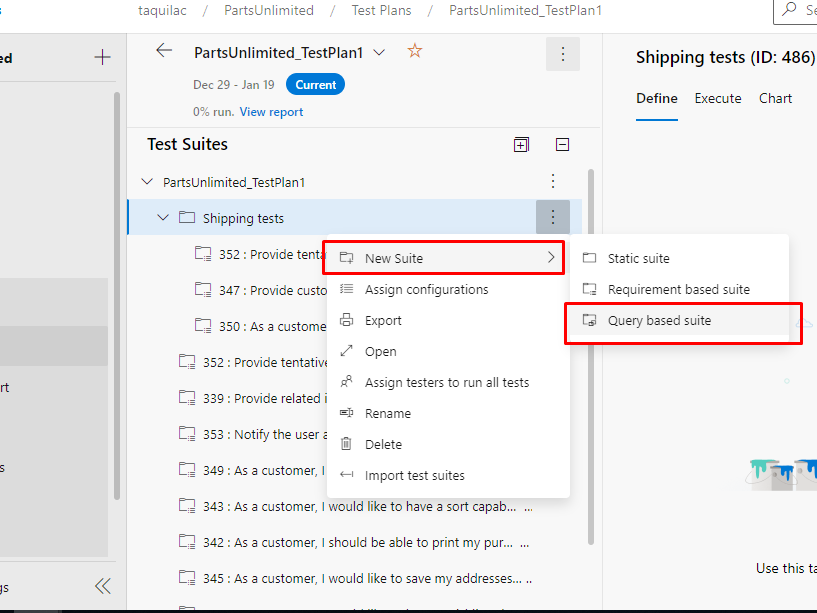 taquilac / PartsUnlimited / Test Plans / PartsUnlimited_TestPlan1
ed
PartsUnlimited_TestPlan1
Dec 29 - Jan 19 Current
0% run. View report
Test Suites
PartsUnlimited_TestPlan1
Shipping tests
352 : Provide tenta
347 : Provide custo
350 : As a custome
352 : Provide tentative
339 : Provide related i
353 : Notify the user a
349 : As a customer, I
343 : As a customer, I would like to have a sort capab... ...
342 : As a customer, I should be able to print my pur... ...
345 : As a customer, I would like to save my addresses... ..
New Suite
Assign configurations
Export
Open
Assign testers to run all tests
Rename
Delete
Import test suites
Static suite
Requirement based suite
Query based suite
Se
Shipping tests (ID: 486)
Define Execute Chart
Use this ta
rt
s
gs